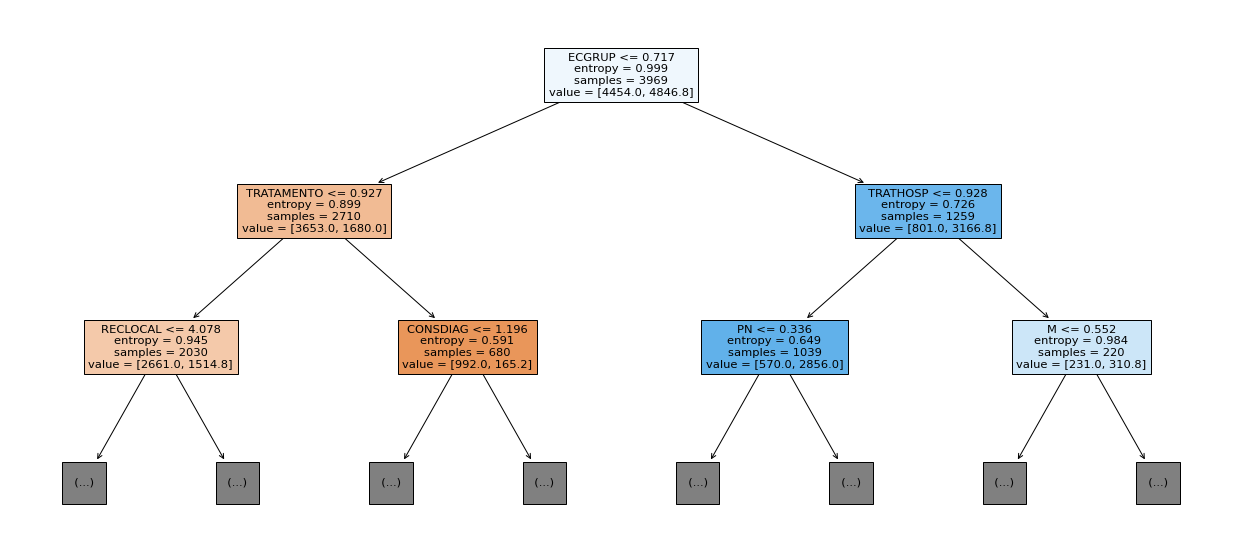 ECGRUP <= 0.717
entropy = 0.999
samples = 3969
value = [4454.0, 4846.8]
TRATAMENTO <= 0.927
entropy = 0.899
samples = 2710
value = [3653.0, 1680.0]
TRATHOSP <= 0.928
entropy = 0.726
samples = 1259
value = [801.0, 3166.8]
RECLOCAL <= 4.078
entropy = 0.945
samples = 2030
value = [2661.0, 1514.8]
CONSDIAG <= 1.196
entropy = 0.591
samples = 680
value = [992.0, 165.2]
PN <= 0.336
entropy = 0.649
samples = 1039
value = [570.0, 2856.0]
M <= 0.552
entropy = 0.984
samples = 220
value = [231.0, 310.8]
(...)
(...)
(...)
(...)
(...)
(...)
(...)
(...)